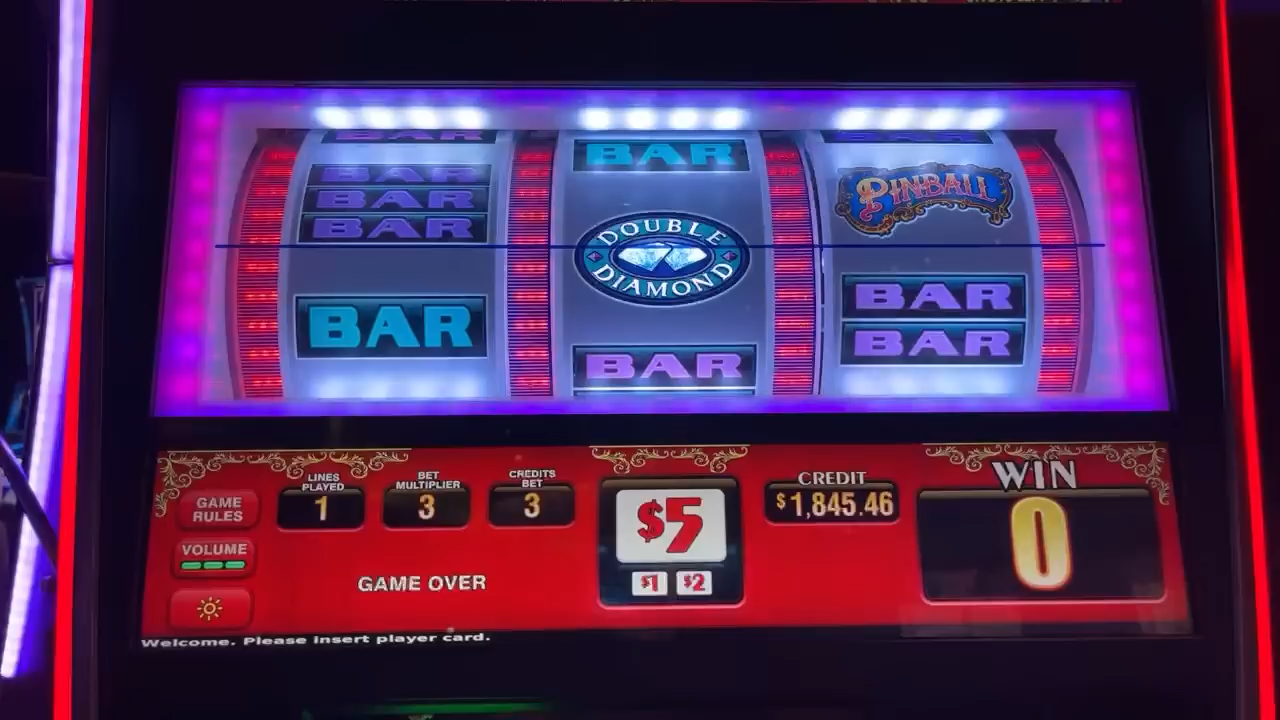 BAR
BAR
BAR
BAR
BAR
BAR
BAR
DOUBLE
DIAMOND
BAR
PINBALL
BAR
BAR
LINES PLAYED
1
BET MULTIPLIER
3
CREDITS BET
3
GAME RULES
VOLUME
GAME OVER
$5
$1 $2
CREDIT
$1,845.46
WIN
0
Welcome. Please insert player card.